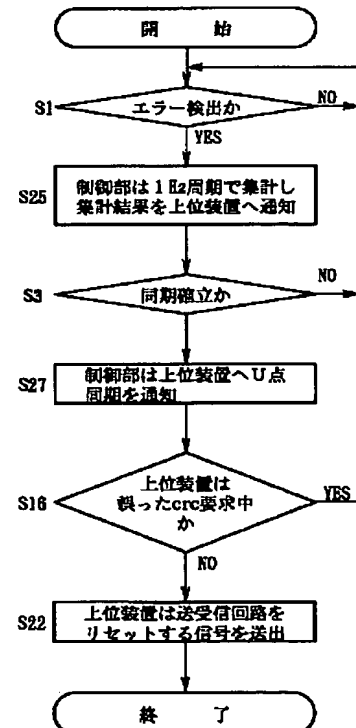 開　始
S1
エラー検出か
NO
YES
S25
制御部は１Hz周期で集計し
集計結果を上位装置へ通知
S3
同期確立か
NO
S27
制御部は上位装置へU点
同期を通知
S16
上位装置は
誤ったcrc要求中
か
YES
NO
S22
上位装置は送受信回路を
リセットする信号を送出
終　了